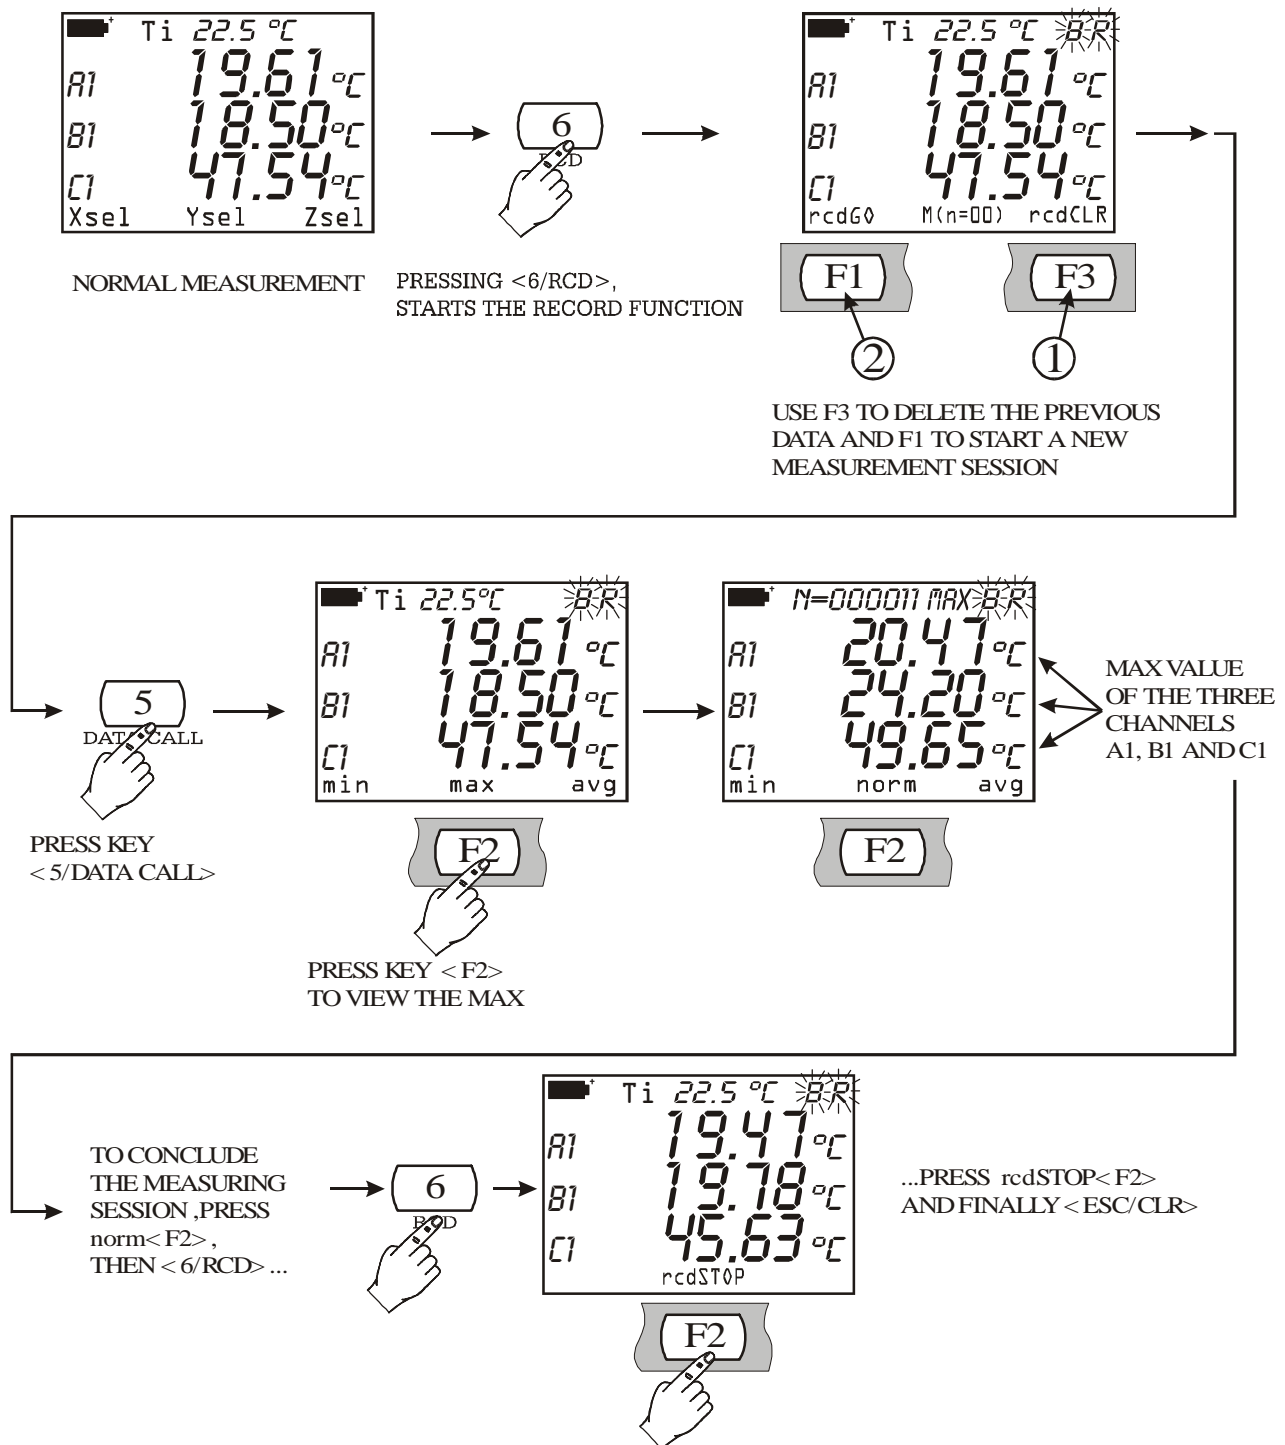 Ti 22.5 °C
A1 19.61 °C
B1 18.50 °C
C1 47.54 °C
Xsel Ysel Zsel
NORMAL MEASUREMENT
6
RCD
PRESSING <6/RCD>,
STARTS THE RECORD FUNCTION
Ti 22.5 °C B R
A1 19.61 °C
B1 18.50 °C
C1 47.54 °C
rcdGO M(n=00) rcdCLR
F1 F3
2 1
USE F3 TO DELETE THE PREVIOUS
DATA AND F1 TO START A NEW
MEASUREMENT SESSION
5
DATA CALL
PRESS KEY
<5/DATA CALL>
Ti 22.5°C B R
A1 19.61 °C
B1 18.50 °C
C1 47.54 °C
min max avg
F2
PRESS KEY <F2>
TO VIEW THE MAX
N=000011 MAX B R
A1 20.47 °C
B1 24.20 °C
C1 49.65 °C
min norm avg
F2
MAX VALUE
OF THE THREE
CHANNELS
A1, B1 AND C1
TO CONCLUDE
THE MEASURING
SESSION ,PRESS
norm<F2> ,
THEN <6/RCD> ...
6
RCD
Ti 22.5 °C B R
A1 19.47 °C
B1 19.78 °C
C1 45.63 °C
rcdSTOP
F2
...PRESS rcdSTOP<F2>
AND FINALLY <ESC/CLR>